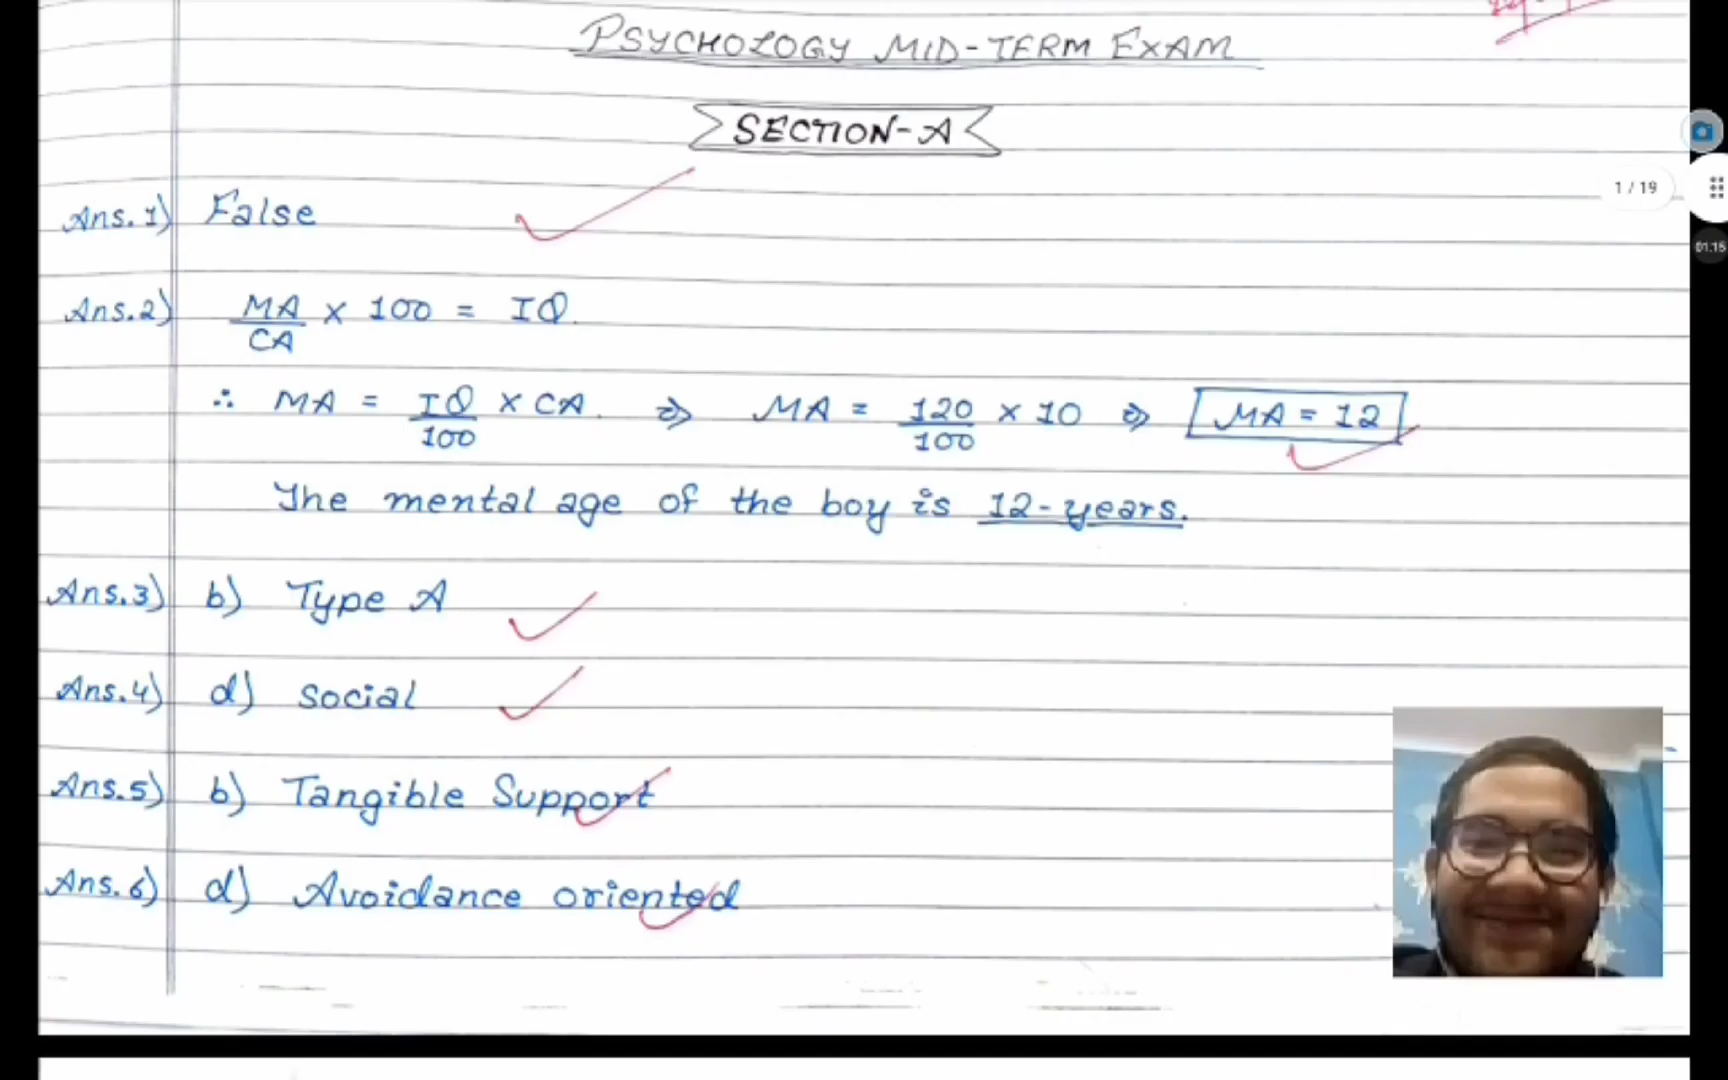 PSYCHOLOGY MID-TERM EXAM
SECTION-A
1 / 19
Ans.1) False
01:15
Ans.2) MA/CA × 100 = IQ.
∴ MA = IQ/100 × CA. ⇒ MA = 120/100 × 10 ⇒ MA = 12
The mental age of the boy is 12-years.
Ans.3) b) Type A
Ans.4) d) social
Ans.5) b) Tangible Support
Ans.6) d) Avoidance oriented